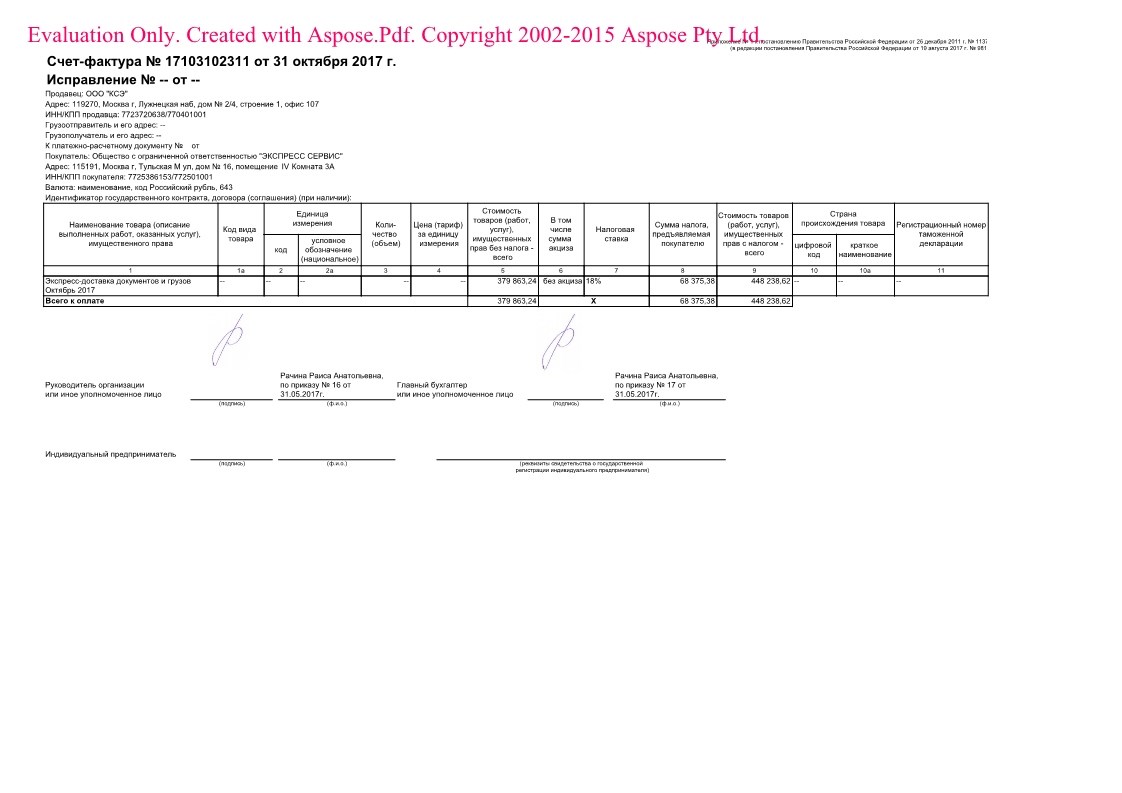 Evaluation Only. Created with Aspose.Pdf. Copyright 2002-2015 Aspose Pty Ltd.
постановлению Правительства Российской Федерации от 26 декабря 2011 г. № 1137
(в редакции постановления Правительства Российской Федерации от 19 августа 2017 г. № 981
Счет-фактура № 17103102311 от 31 октября 2017 г.
Исправление № -- от --
Продавец: ООО "КСЭ"
Адрес: 119270, Москва г, Лужнецкая наб, дом № 2/4, строение 1, офис 107
ИНН/КПП продавца: 7723720638/770401001
Грузоотправитель и его адрес: --
Грузополучатель и его адрес: --
К платежно-расчетному документу № от
Покупатель: Общество с ограниченной ответственностью "ЭКСПРЕСС СЕРВИС"
Адрес: 115191, Москва г, Тульская М ул, дом № 16, помещение IV Комната 3А
ИНН/КПП покупателя: 7725386153/772501001
Валюта: наименование, код Российский рубль, 643
Идентификатор государственного контракта, договора (соглашения) (при наличии):
Наименование товара (описание выполненных работ, оказанных услуг), имущественного права
Код вида товара
Единица измерения
код
условное обозначение (национальное)
Коли-чество (объем)
Цена (тариф) за единицу измерения
Стоимость товаров (работ, услуг), имущественных прав без налога - всего
В том числе сумма акциза
Налоговая ставка
Сумма налога, предъявляемая покупателю
Стоимость товаров (работ, услуг), имущественных прав с налогом - всего
Страна происхождения товара
цифровой код
краткое наименование
Регистрационный номер таможенной декларации
1 1а 2 2а 3 4 5 6 7 8 9 10 10а 11
Экспресс-доставка документов и грузов -- -- -- -- -- 379 863,24 без акциза 18% 68 375,38 448 238,62 -- -- --
Октябрь 2017
Всего к оплате 379 863,24 X 68 375,38 448 238,62
Руководитель организации
или иное уполномоченное лицо
Рачина Раиса Анатольевна,
по приказу № 16 от
31.05.2017г.
Главный бухгалтер
или иное уполномоченное лицо
Рачина Раиса Анатольевна,
по приказу № 17 от
31.05.2017г.
(подпись) (ф.и.о.) (подпись) (ф.и.о.)
Индивидуальный предприниматель
(подпись) (ф.и.о.) (реквизиты свидетельства о государственной
регистрации индивидуального предпринимателя)